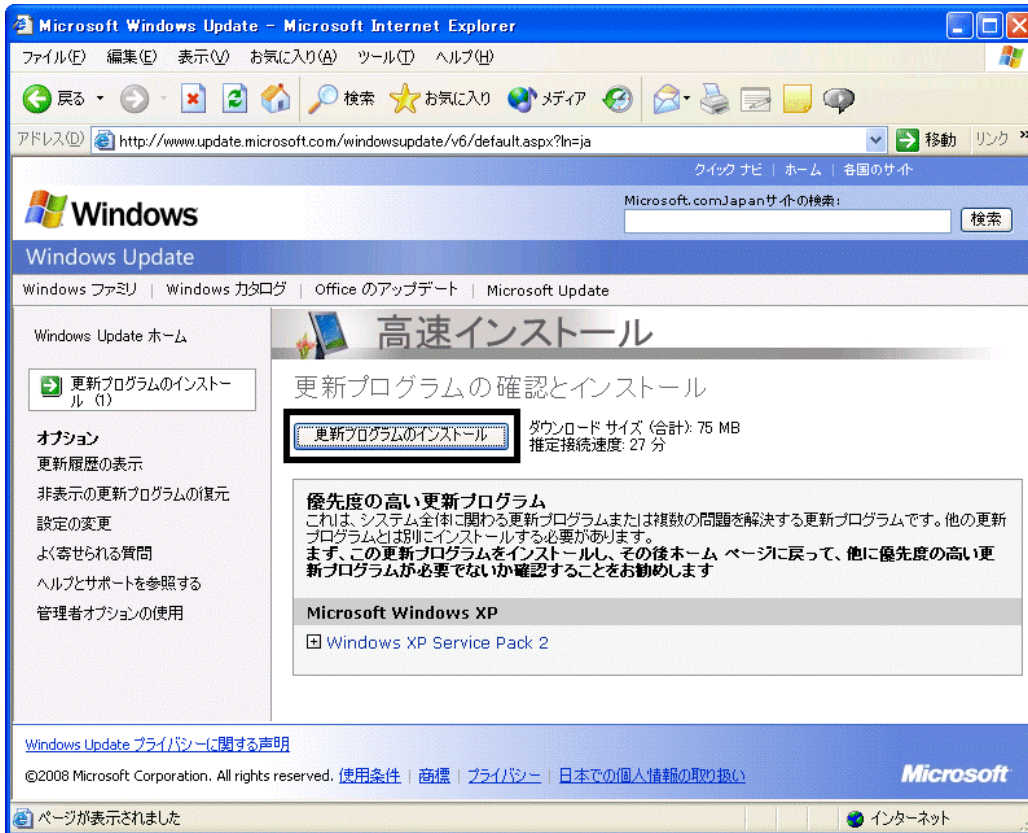 Microsoft Windows Update - Microsoft Internet Explorer
ファイル(F) 編集(E) 表示(V) お気に入り(A) ツール(T) ヘルプ(H)
戻る 検索 お気に入り メディア
アドレス(D) http://www.update.microsoft.com/windowsupdate/v6/default.aspx?ln=ja 移動 リンク »
クイック ナビ | ホーム | 各国のサイト
Windows
Microsoft.comJapanサイトの検索:
検索
Windows Update
Windows ファミリ | Windows カタログ | Office のアップデート | Microsoft Update
Windows Update ホーム
更新プログラムのインストー
ル (1)
オプション
更新履歴の表示
非表示の更新プログラムの復元
設定の変更
よく寄せられる質問
ヘルプとサポートを参照する
管理者オプションの使用
高速インストール
更新プログラムの確認とインストール
更新プログラムのインストール
ダウンロード サイズ (合計): 75 MB
推定接続速度: 27 分
優先度の高い更新プログラム
これは、システム全体に関わる更新プログラムまたは複数の問題を解決する更新プログラムです。他の更新
プログラムとは別にインストールする必要があります。
まず、この更新プログラムをインストールし、その後ホーム ページに戻って、他に優先度の高い更
新プログラムが必要でないか確認することをお勧めします
Microsoft Windows XP
Windows XP Service Pack 2
Windows Update プライバシーに関する声明
©2008 Microsoft Corporation. All rights reserved. 使用条件 | 商標 | プライバシー | 日本での個人情報の取り扱い
Microsoft
ページが表示されました
インターネット